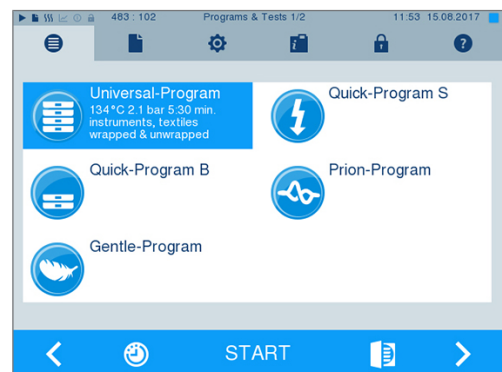 483 : 102 Programs & Tests 1/2 11:53 15.08.2017
i
?
Universal-Program
134°C 2.1 bar 5:30 min.
instruments, textiles
wrapped & unwrapped
Quick-Program S
Quick-Program B
Prion-Program
Gentle-Program
START